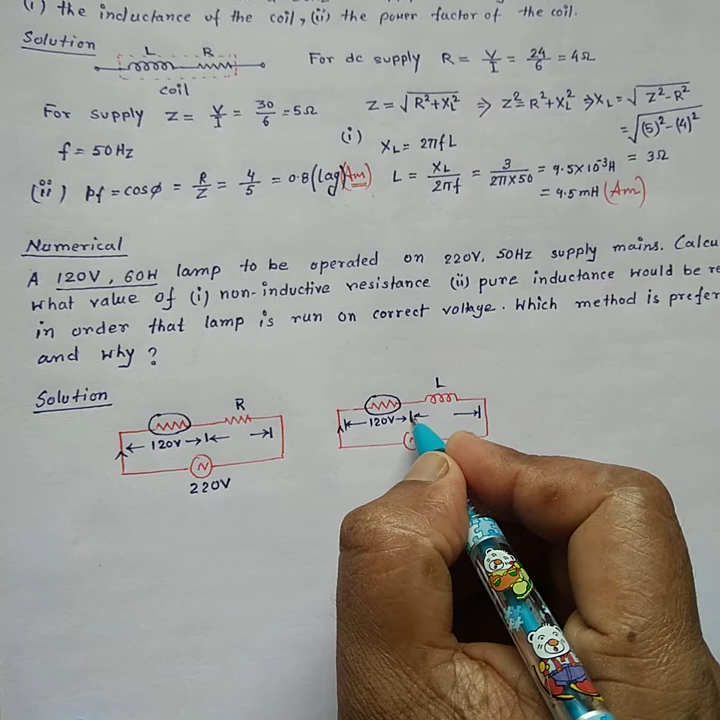 (i) the inductance of the coil, (ii) the power factor of the coil.
Solution
L R
coil
For dc supply R = V/I = 24/6 = 4Ω
For supply Z = V/I = 30/6 = 5Ω
Z = √R²+X_L² ⇒ Z² = R²+X_L² ⇒ X_L = √Z²-R²
= √(5)²-(4)²
= 3Ω
f = 50Hz
(i) X_L = 2πfL
L = X_L/2πf = 3/2π×50 = 9.5×10⁻³H
= 9.5mH (Am)
(ii) Pf = cosϕ = R/Z = 4/5 = 0.8 (lag) (Am)
Numerical
A 120V, 60W lamp to be operated on 220V, 50Hz supply mains. Calcu
what value of (i) non-inductive resistance (ii) pure inductance would be re
in order that lamp is run on correct voltage. Which method is prefer
and why?
Solution
R
120V
N
220V
L
120V